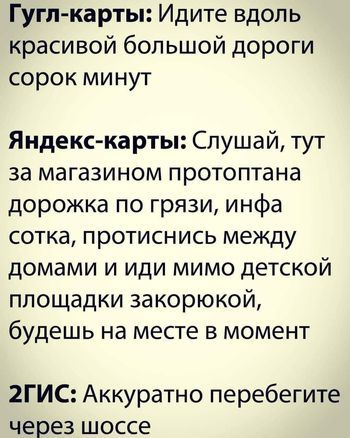 Гугл-карты: Идите вдоль
красивой большой дороги
сорок минут
Яндекс-карты: Слушай, тут
за магазином протоптана
дорожка по грязи, инфа
сотка, протиснись между
домами и иди мимо детской
площадки закорюкой,
будешь на месте в момент
2ГИС: Аккуратно перебегите
через шоссе